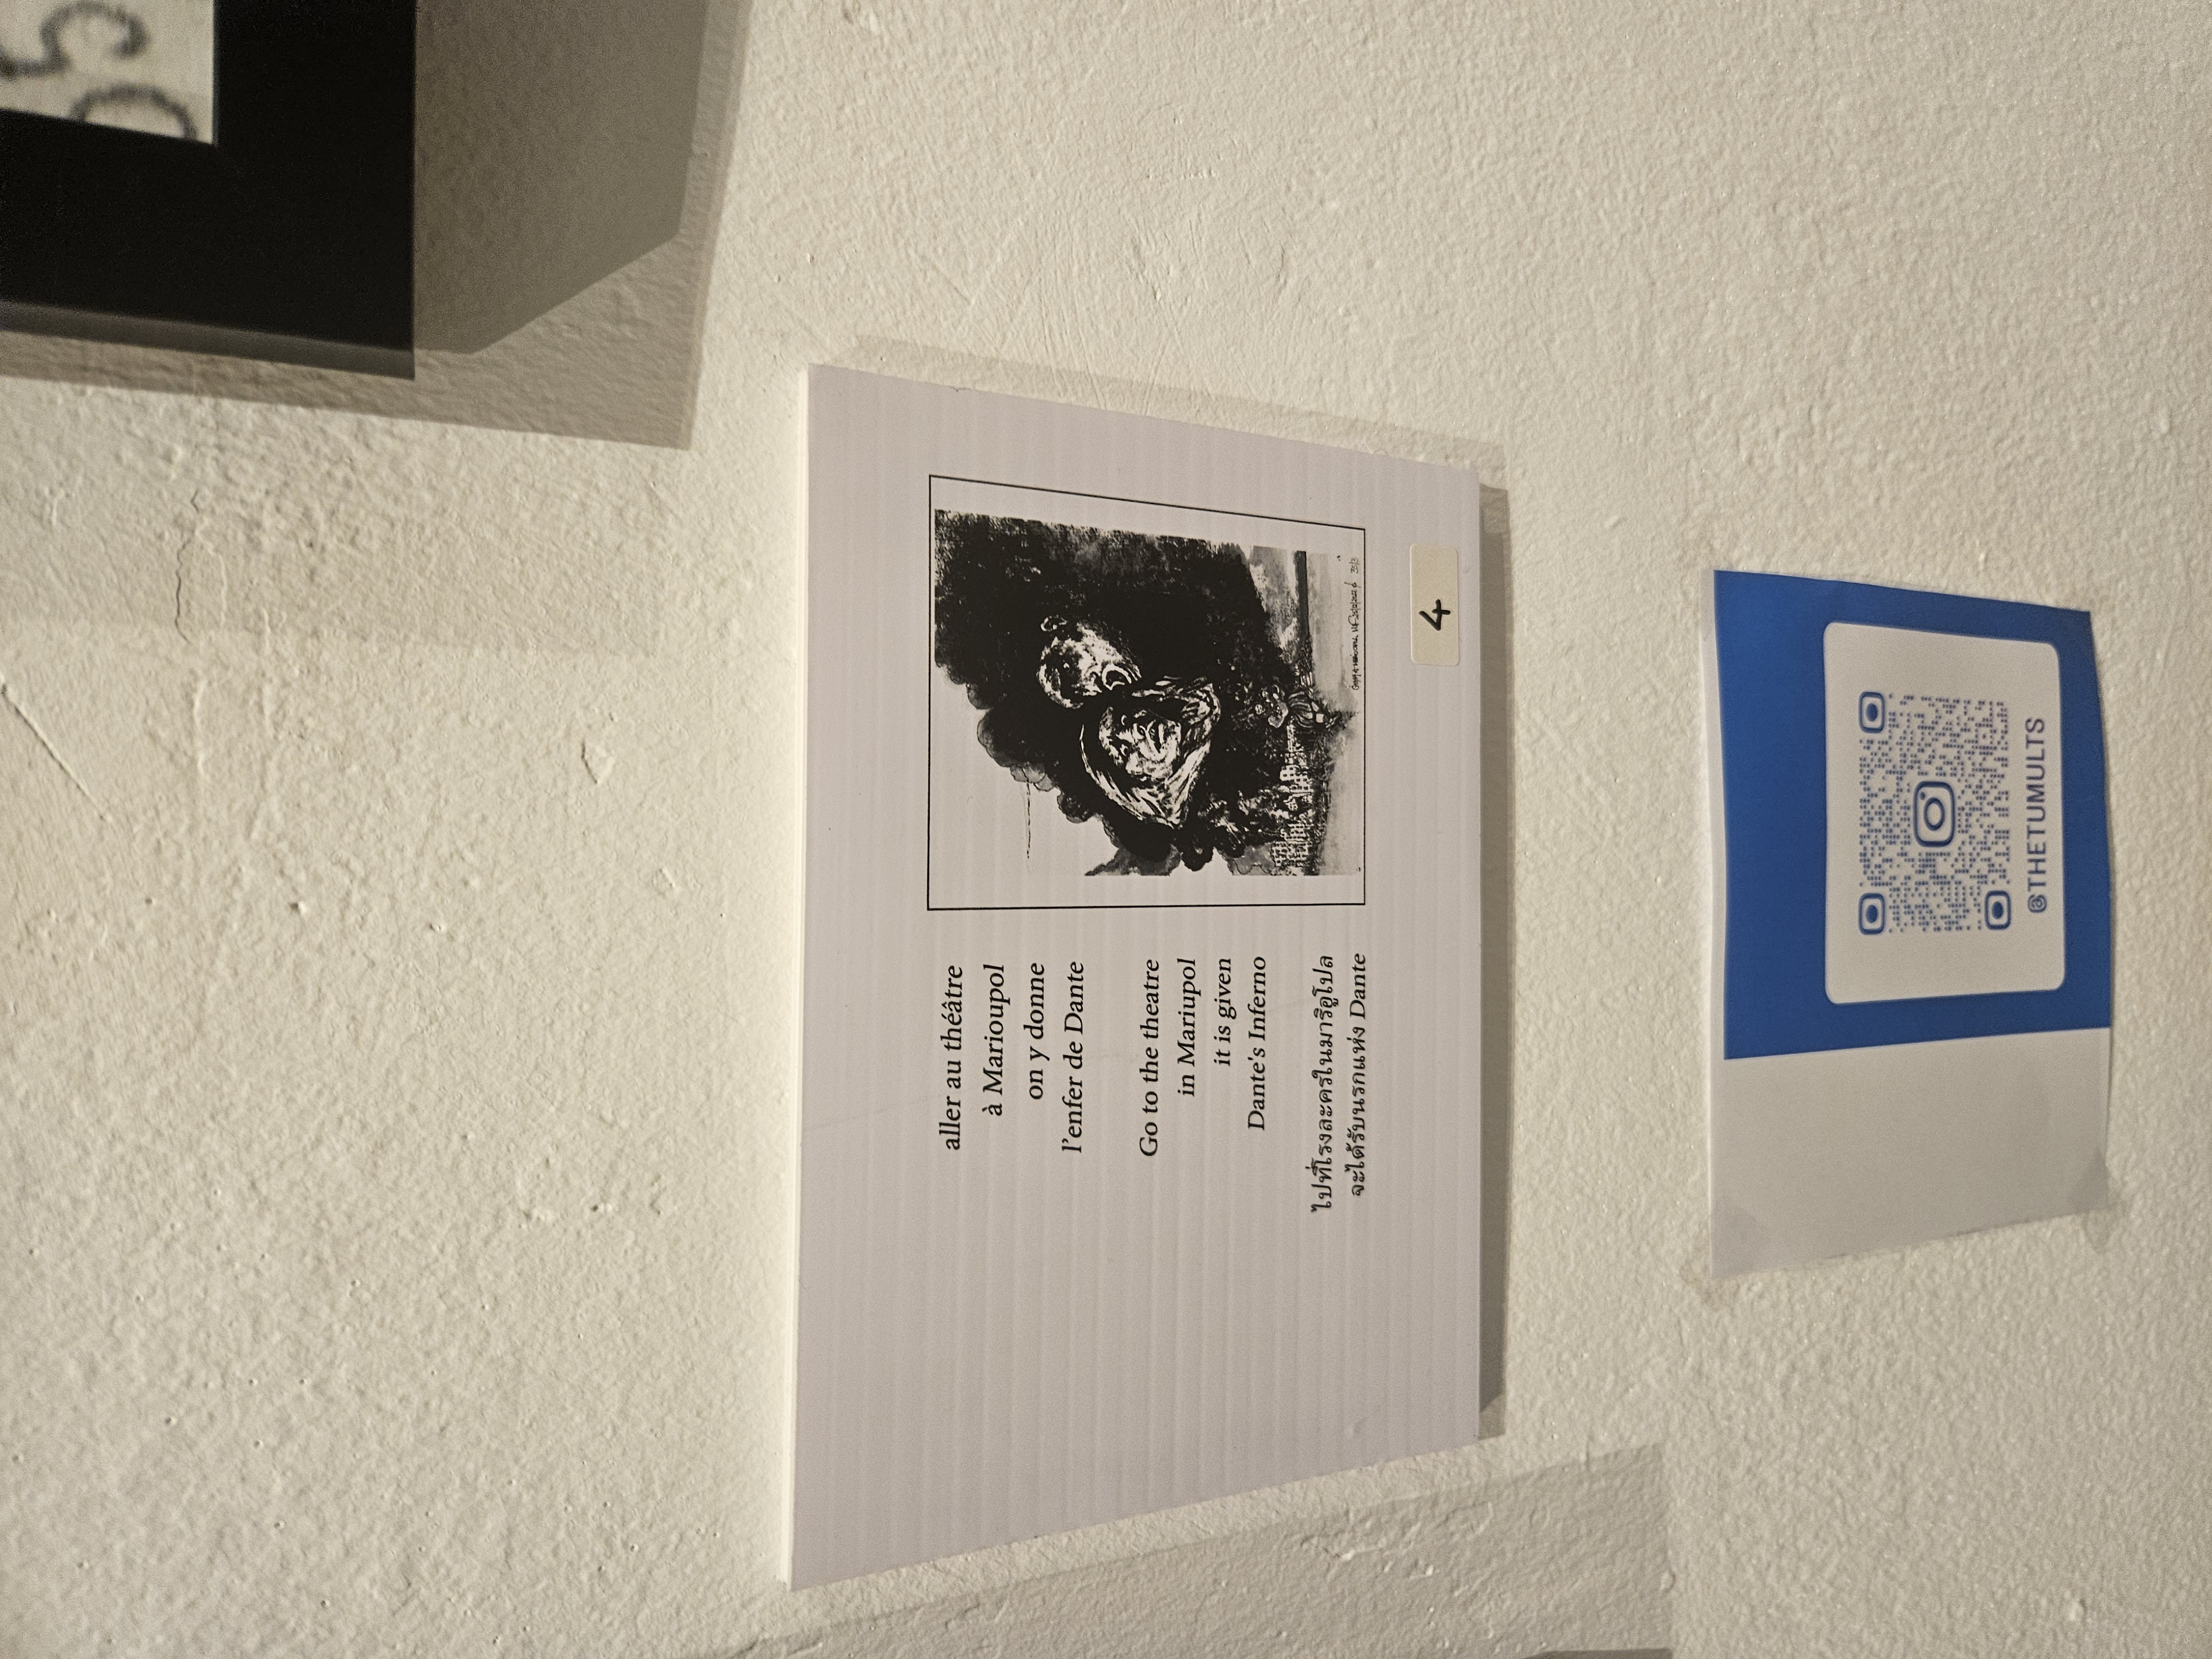 aller au théâtre
à Marioupol
on y donne
l'enfer de Dante
Go to the theatre
in Mariupol
it is given
Dante's Inferno
ไปที่โรงละครในมาริอูโปล
จะได้รับนรกแห่ง Dante
4
@THETUMULTS